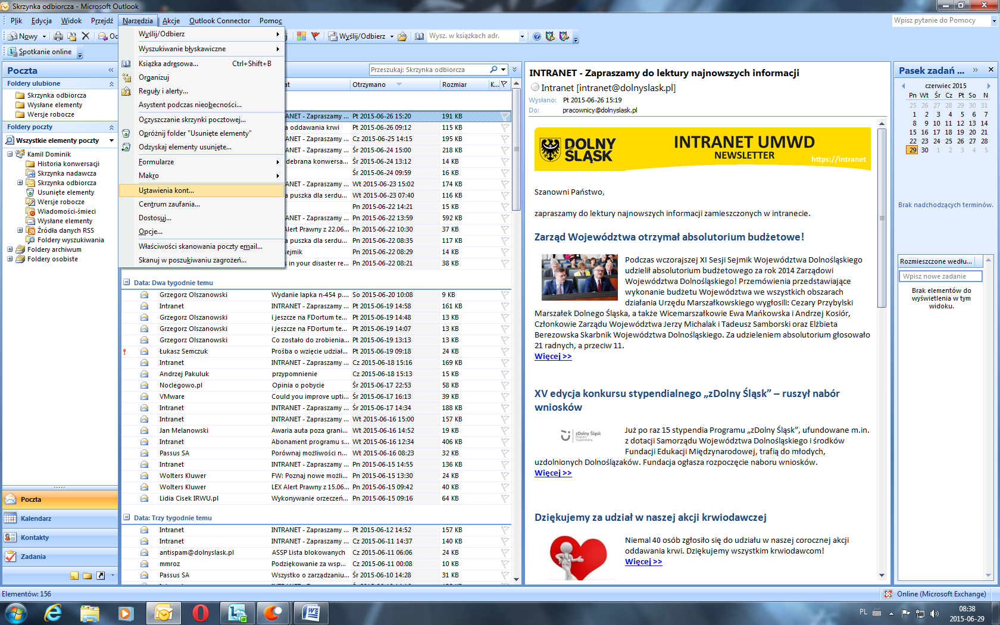 Skrzynka odbiorcza - Microsoft Outlook
Plik Edycja Widok Przejdź Narzędzia Akcje Outlook Connector Pomoc
Wpisz pytanie do Pomocy
Nowy
Wyślij/Odbierz
Wysz. w książkach adr.
Spotkanie online
Wyślij/Odbierz
Wyszukiwanie błyskawiczne
Książka adresowa... Ctrl+Shift+B
Organizuj
Reguły i alerty...
Asystent podczas nieobecności...
Oczyszczanie skrzynki pocztowej...
Opróżnij folder "Usunięte elementy"
Odzyskaj elementy usunięte...
Formularze
Makro
Ustawienia kont...
Centrum zaufania...
Dostosuj...
Opcje...
Właściwości skanowania poczty email...
Skanuj w poszukiwaniu zagrożeń...
Poczta
Foldery ulubione
Skrzynka odbiorcza
Wysłane elementy
Wersje robocze
Foldery poczty
Wszystkie elementy poczty
Kamil Dominik
Historia konwersacji
Skrzynka nadawcza
Skrzynka odbiorcza
Usunięte elementy
Wersje robocze
Wiadomości-śmieci
Wysłane elementy
Źródła danych RSS
Foldery wyszukiwania
Foldery archiwum
Foldery osobiste
Poczta
Kalendarz
Kontakty
Zadania
Przeszukaj: Skrzynka odbiorcza
at Otrzymano Rozmiar K...
ANET - Zapraszamy ... Pt 2015-06-26 15:20 191 KB
a oddawania krwi Pt 2015-06-26 09:12 115 KB
ANET - Zapraszamy ... Cz 2015-06-25 14:15 195 KB
ANET - Zapraszamy ... Śr 2015-06-24 15:00 218 KB
debrana konwersa... Śr 2015-06-24 13:12 14 KB
Śr 2015-06-24 09:59 16 KB
ANET - Zapraszamy ... Wt 2015-06-23 15:02 174 KB
a puszka dla serdu... Wt 2015-06-23 07:40 116 KB
Pn 2015-06-22 14:21 15 KB
ANET - Zapraszamy ... Pn 2015-06-22 13:59 592 KB
Alert Prawny z 22.06... Pn 2015-06-22 10:30 37 KB
a puszka dla serdu... Pn 2015-06-22 08:35 117 KB
sejmik Pn 2015-06-22 08:29 14 KB
s in your disaster re... Pn 2015-06-22 08:21 38 KB
Data: Dwa tygodnie temu
Grzegorz Olszanowski Wydanie lapka n-454 p.... So 2015-06-20 10:08 9 KB
Intranet INTRANET - Zapraszamy ... Pt 2015-06-19 14:58 161 KB
Grzegorz Olszanowski i jeszcze na FDortum te... Pt 2015-06-19 14:48 13 KB
Grzegorz Olszanowski i jeszcze na FDortum te... Pt 2015-06-19 14:07 13 KB
Grzegorz Olszanowski Co zostało do zrobienia... Pt 2015-06-19 13:13 13 KB
Łukasz Semczuk Prośba o wzięcie udział... Pt 2015-06-19 09:18 24 KB
Intranet INTRANET - Zapraszamy ... Cz 2015-06-18 15:16 169 KB
Andrzej Pakuluk przypomnienie Cz 2015-06-18 15:13 15 KB
Noclegowo.pl Opinia o pobycie Śr 2015-06-17 22:53 58 KB
VMware Could you improve upti... Śr 2015-06-17 16:13 39 KB
Intranet INTRANET - Zapraszamy ... Śr 2015-06-17 14:34 188 KB
Intranet INTRANET - Zapraszamy ... Wt 2015-06-16 15:00 157 KB
Jan Melanowski Awaria auta poza grani... Wt 2015-06-16 14:52 19 KB
Intranet Abonament programu s... Wt 2015-06-16 12:34 406 KB
Passus SA Porównaj możliwości n... Wt 2015-06-16 08:23 32 KB
Intranet INTRANET - Zapraszamy ... Pn 2015-06-15 14:55 136 KB
Wolters Kluwer FW: Poznaj nowe możli... Pn 2015-06-15 13:30 24 KB
Wolters Kluwer LEX Alert Prawny z 15.06... Pn 2015-06-15 09:42 40 KB
Lidia Cisek IRWU.pl Wykonywanie orzeczeń... Pn 2015-06-15 09:16 64 KB
Data: Trzy tygodnie temu
Intranet INTRANET - Zapraszamy ... Pt 2015-06-12 14:52 157 KB
Intranet INTRANET - Zapraszamy ... Cz 2015-06-11 14:37 140 KB
antispam@dolnyslask.pl ASSP Lista blokowanych Cz 2015-06-11 06:06 24 KB
mmroz Podziękowanie za wsp... Cz 2015-06-11 00:08 10 KB
Passus SA Wszystko o zarządzaniu... Śr 2015-06-10 14:28 31 KB
INTRANET - Zapraszamy do lektury najnowszych informacji
Intranet [intranet@dolnyslask.pl]
Wysłano: Pt 2015-06-26 15:19
Do: pracownicy@dolnyslask.pl
DOLNY
ŚLĄSK
INTRANET UMWD
NEWSLETTER
https://intranet
Szanowni Państwo,
zapraszamy do lektury najnowszych informacji zamieszczonych w intranecie.
Zarząd Województwa otrzymał absolutorium budżetowe!
Podczas wczorajszej XI Sesji Sejmik Województwa Dolnośląskiego
udzielił absolutorium budżetowego za rok 2014 Zarządowi
Województwa Dolnośląskiego! Przemówienia przedstawiające
wykonanie budżetu Województwa we wszystkich obszarach
działania Urzędu Marszałkowskiego wygłosili: Cezary Przybylski
Marszałek Dolnego Śląska, a także Wicemarszałkowie Ewa Mańkowska i Andrzej Kosiór,
Członkowie Zarządu Województwa Jerzy Michalak i Tadeusz Samborski oraz Elżbieta
Berezowska Skarbnik Województwa Dolnośląskiego. Za udzieleniem absolutorium głosowało
21 radnych, a przeciw 11.
Więcej >>
XV edycja konkursu stypendialnego „zDolny Śląsk” – ruszył nabór
wniosków
zDolny Śląsk
Program
Stypendialny
Już po raz 15 stypendia Programu „zDolny Śląsk”, ufundowane m.in.
z dotacji Samorządu Województwa Dolnośląskiego i środków
Fundacji Edukacji Międzynarodowej, trafią do młodych,
uzdolnionych Dolnoślązaków. Fundacja ogłasza rozpoczęcie naboru wniosków.
Więcej >>
Dziękujemy za udział w naszej akcji krwiodawczej
Niemal 40 osób zgłosiło się do udziału w naszej corocznej akcji
oddawania krwi. Dziękujemy wszystkim krwiodawcom!
Więcej >>
Pasek zadań ...
czerwiec 2015
Pn Wt Śr Cz Pt So N
25 26 27 28 29 30 31
1 2 3 4 5 6 7
8 9 10 11 12 13 14
15 16 17 18 19 20 21
22 23 24 25 26 27 28
29 30 1 2 3 4 5
Brak nadchodzących terminów.
Rozmieszczone wedłu...
Wpisz nowe zadanie
Brak elementów do
wyświetlenia w tym
widoku.
Elementów: 156
Online (Microsoft Exchange)
PL
08:38
2015-06-29